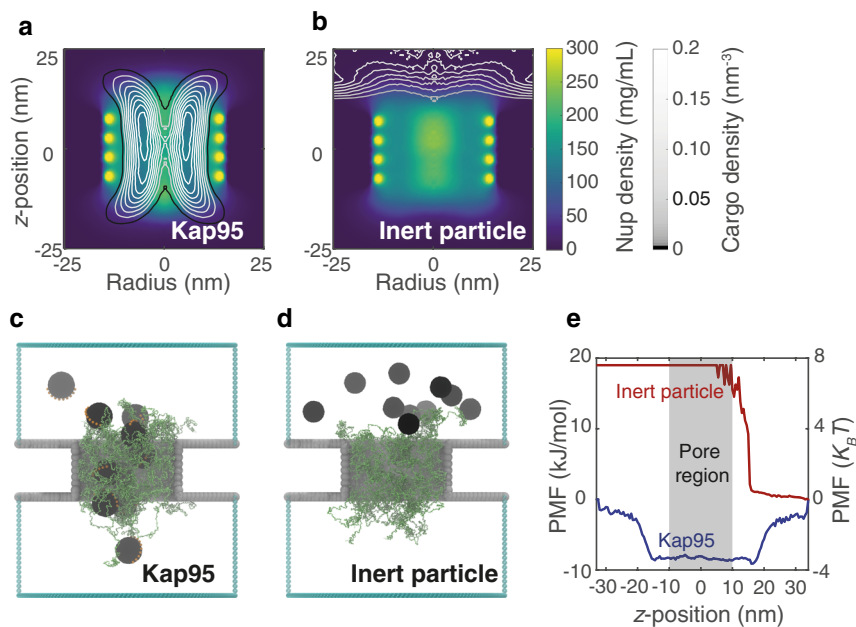 a
25
0
-25
z-position (nm)
-25
0
25
Radius (nm)
Kap95
b
25
0
-25
-25
0
25
Radius (nm)
Inert particle
300
250
200
150
100
50
0
Nup density (mg/mL)
0.2
0.15
0.1
0.05
0
Cargo density (nm⁻³)
c
Kap95
d
Inert particle
e
20
10
0
-10
PMF (kJ/mol)
8
4
0
-4
PMF (K_BT)
Inert particle
Pore
region
Kap95
-30 -20 -10 0 10 20 30
z-position (nm)